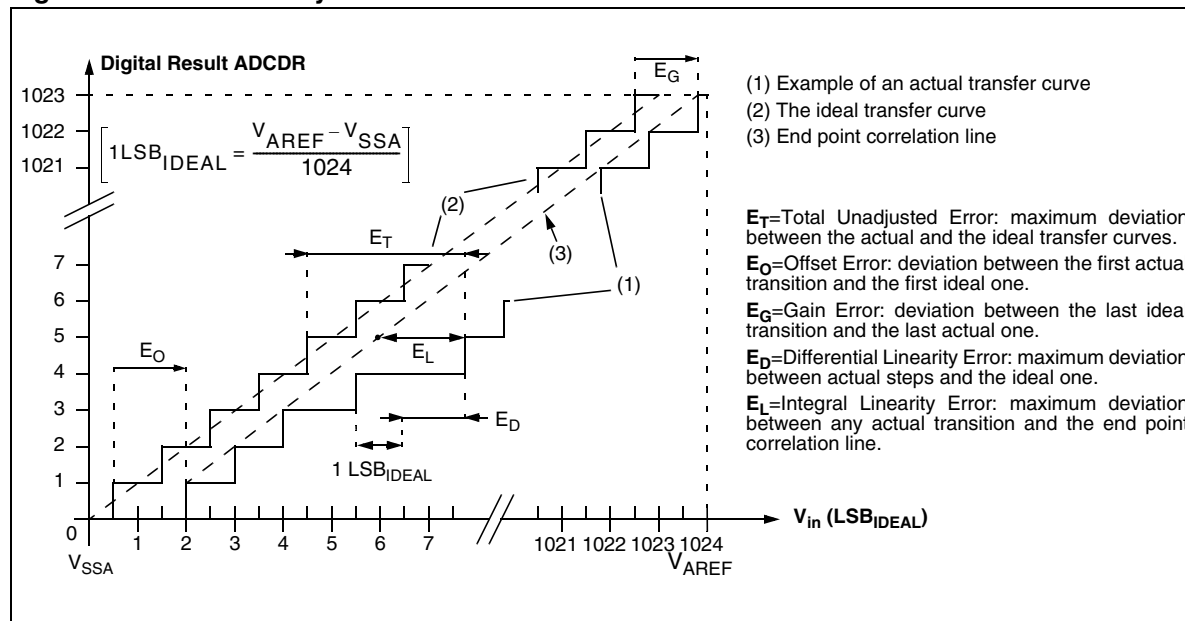 Digital Result ADCDR
1023
1022
1021
7
6
5
4
3
2
1
0
1LSB IDEAL = V AREF – V SSA
1024
E_G
(2)
(3)
(1)
E_T
E_O
E_L
E_D
1 LSB_IDEAL
1 2 3 4 5 6 7 1021 1022 1023 1024
V_in (LSB_IDEAL)
V_SSA
V_AREF
(1) Example of an actual transfer curve
(2) The ideal transfer curve
(3) End point correlation line
E_T=Total Unadjusted Error: maximum deviation
between the actual and the ideal transfer curves.
E_O=Offset Error: deviation between the first actual
transition and the first ideal one.
E_G=Gain Error: deviation between the last ideal
transition and the last actual one.
E_D=Differential Linearity Error: maximum deviation
between actual steps and the ideal one.
E_L=Integral Linearity Error: maximum deviation
between any actual transition and the end point
correlation line.